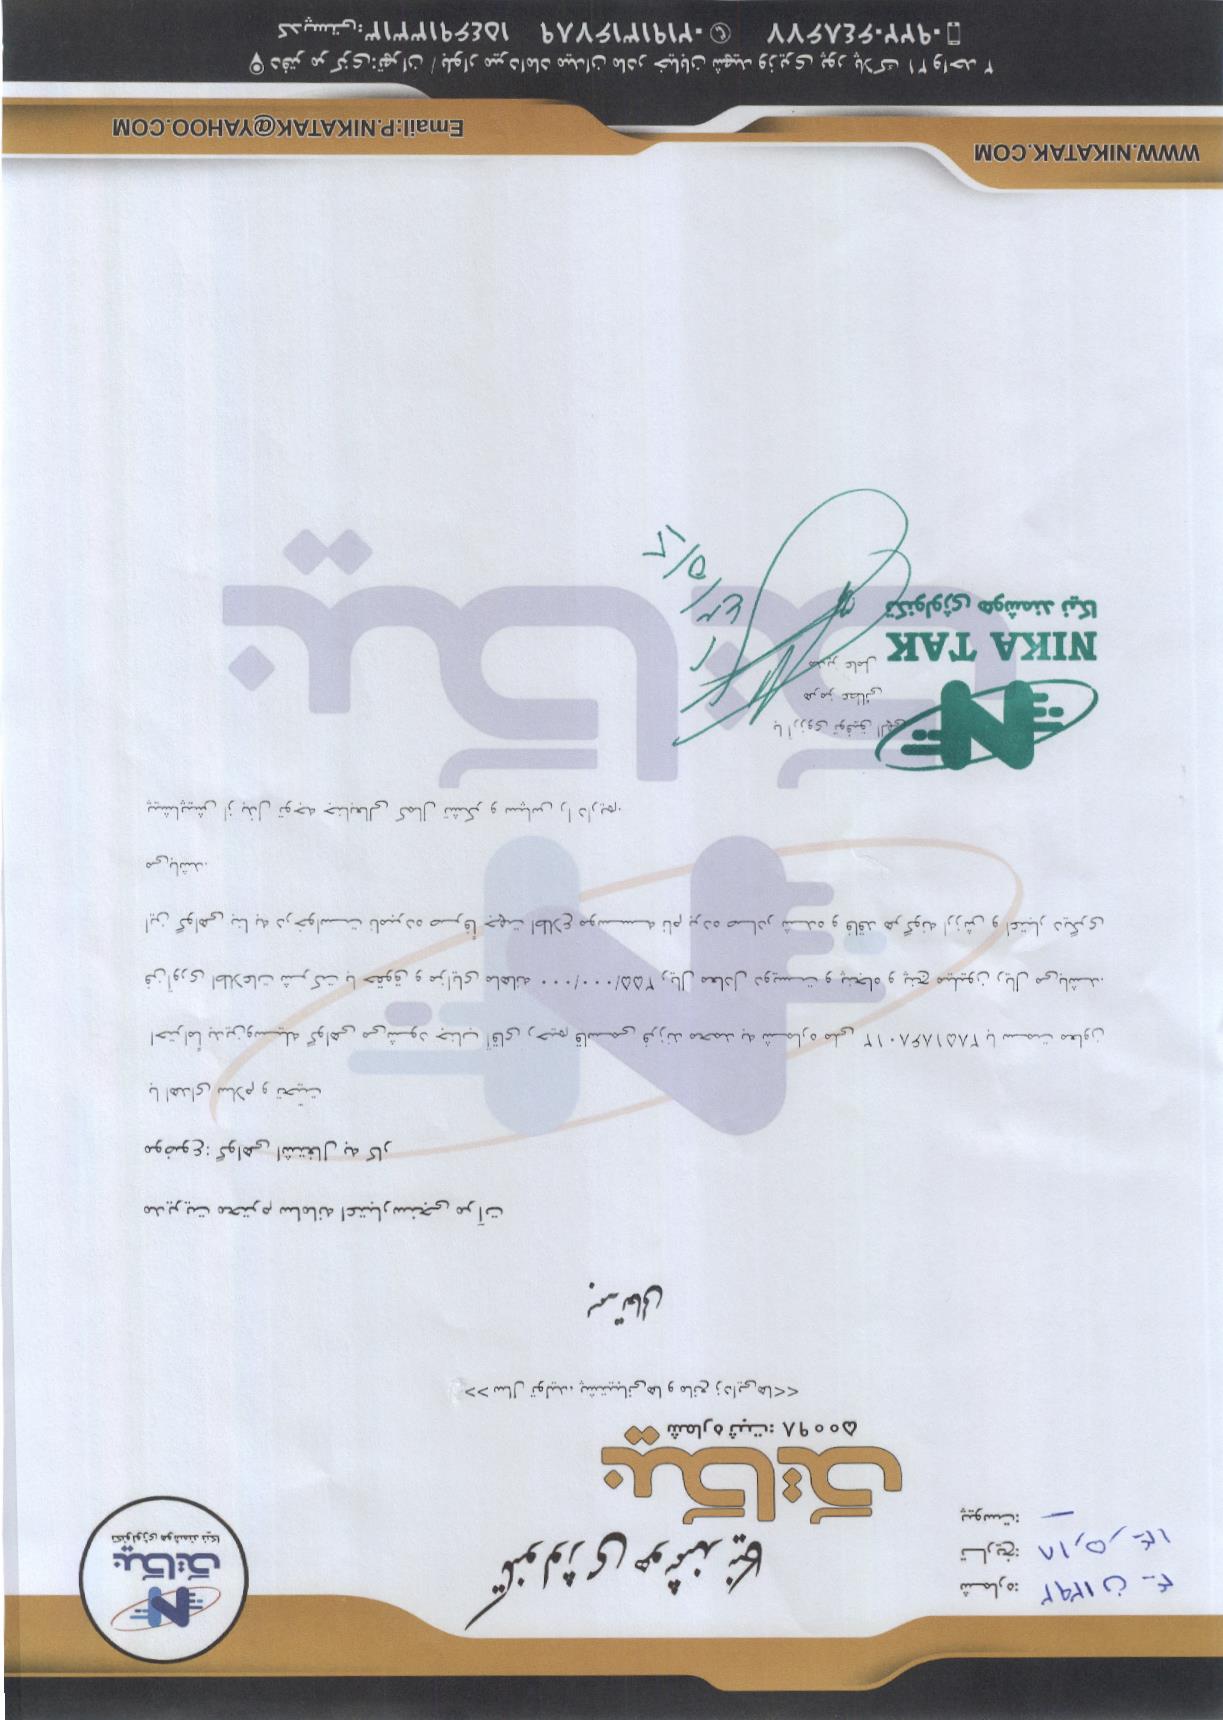 شماره: ۱۲۹۲ ن ـ ۴۰
تاریخ: ۱۴۰۰٫۵٫۱۸
پیوست: —
نیکاتک
تکنولوژی هوشمند نیکا
تکنولوژی هوشمند نیکا
نیکاتک
شماره ثبت: ۵۰۰۹۸
<< سال تولید، پشتیبانی‌ها و مانع زدایی‌ها>>
بسمه تعالی
مدیریت محترم سامانه اعتبارسنجی مرآت
موضوع: گواهی اشتغال به کار
با اهدای سلام و تحیّت
احتراماً بدین‌وسیله گواهی می‌شود جناب آقای رحیم قاسمی فرزند محمد به شماره ملی ۲۸۵۱۸۶۸۰۱۲ با سمت معاون
فن‌آوری اطلاعات شرکت با حقوق و مزایای ماهانه ۲۵۵/۰۰۰/۰۰۰ ریال معادل دویست و پنجاه و پنج میلیون ریال می‌باشد.
این گواهی بنا به درخواست نامبرده صرفاً جهت اطلاع موسسه نام برده صادر شده و فاقد هرگونه ارزش و اعتبار دیگری
می‌باشد.
پیشاپیش از بذل توجه جنابعالی کمال تشکر و سپاس را داریم.
با آرزوی توفیق الهی
هرمز عطائی
مدیر عامل
NIKA TAK
تکنولوژی هوشمند نیکا
نیکاتک
WWW.NIKATAK.COM
Email:P.NIKATAK@YAHOO.COM
دفتر مرکزی:تهران / بلوار میرداماد میدان مادر خیابان شهید وزیری پور پلاک ۲۱ واحد ۲
کدپستی:۱۵۴۶۹۱۳۳۱۳ ۰۲۱۹۱۳۱۶۷۸۹ ۰۹۲۲۰۶۴۸۶۷۷